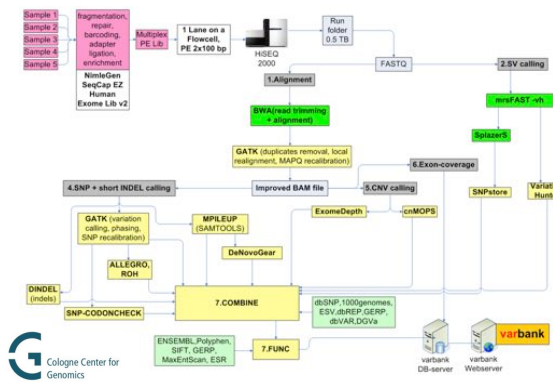 Sample 1
Sample 2
Sample 3
Sample 4
Sample 5
fragmentation,
repair,
barcoding,
adapter
ligation,
enrichment
NimleGen
SeqCap EZ
Human
Exome Lib v2
Multiplex
PE Lib
1 Lane on a
Flowcell,
PE 2x100 bp
HiSEQ
2000
Run
folder
0.5 TB
FASTQ
1.Alignment
2.SV calling
BWA(read trimming
+ alignment)
mrsFAST -vh
SplazerS
GATK (duplicates removal, local
realignment, MAPQ recalibration)
6.Exon-coverage
4.SNP + short INDEL calling
Improved BAM file
5.CNV calling
SNPstore
Variation
Hunt
GATK (variation
calling, phasing,
SNP recalibration)
MPILEUP
(SAMTOOLS)
ExomeDepth
cnMOPS
DeNovoGear
ALLEGRO,
ROH
DINDEL
(indels)
SNP-CODONCHECK
7.COMBINE
dbSNP,1000genomes,
ESV,dbREP,GERP,
dbVAR,DGVa
ENSEMBL,Polyphen,
SIFT, GERP,
MaxEntScan, ESR
7.FUNC
varbank
DB-server
varbank
Webserver
varbank
Cologne Center for
Genomics